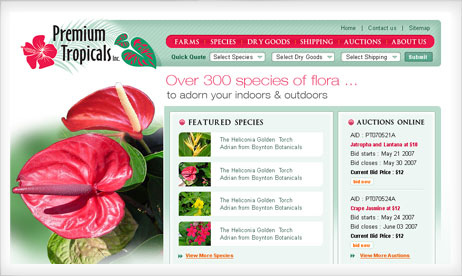 Premium
Tropicals Inc.
Home | Contact us | Sitemap
FARMS SPECIES DRY GOODS SHIPPING AUCTIONS ABOUT US
Quick Quote Select Species Select Dry Goods Select Shipping Submit
Over 300 species of flora ...
to adorn your indoors & outdoors
FEATURED SPECIES
The Heliconia Golden Torch
Adrian from Boynton Botanicals
The Heliconia Golden Torch
Adrian from Boynton Botanicals
The Heliconia Golden Torch
Adrian from Boynton Botanicals
The Heliconia Golden Torch
Adrian from Boynton Botanicals
View More Species
AUCTIONS ONLINE
AID : PT070521A
Jatropha and Lantana at $10
Bid starts : May 21 2007
Bid closes : May 30 2007
Current Bid Price : $12
bid now
AID : PT070524A
Crape Jasmine at $12
Bid starts : May 24 2007
Bid closes : June 03 2007
Current Bid Price : $12
bid now
View More Auctions